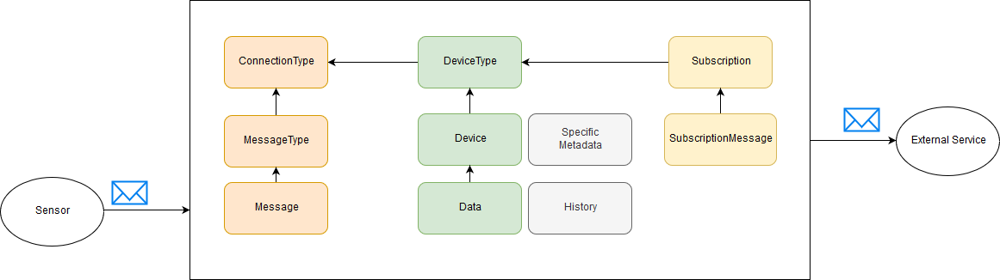 ConnectionType
DeviceType
Subscription
MessageType
Device
Specific
Metadata
SubscriptionMessage
External Service
Sensor
Message
Data
History